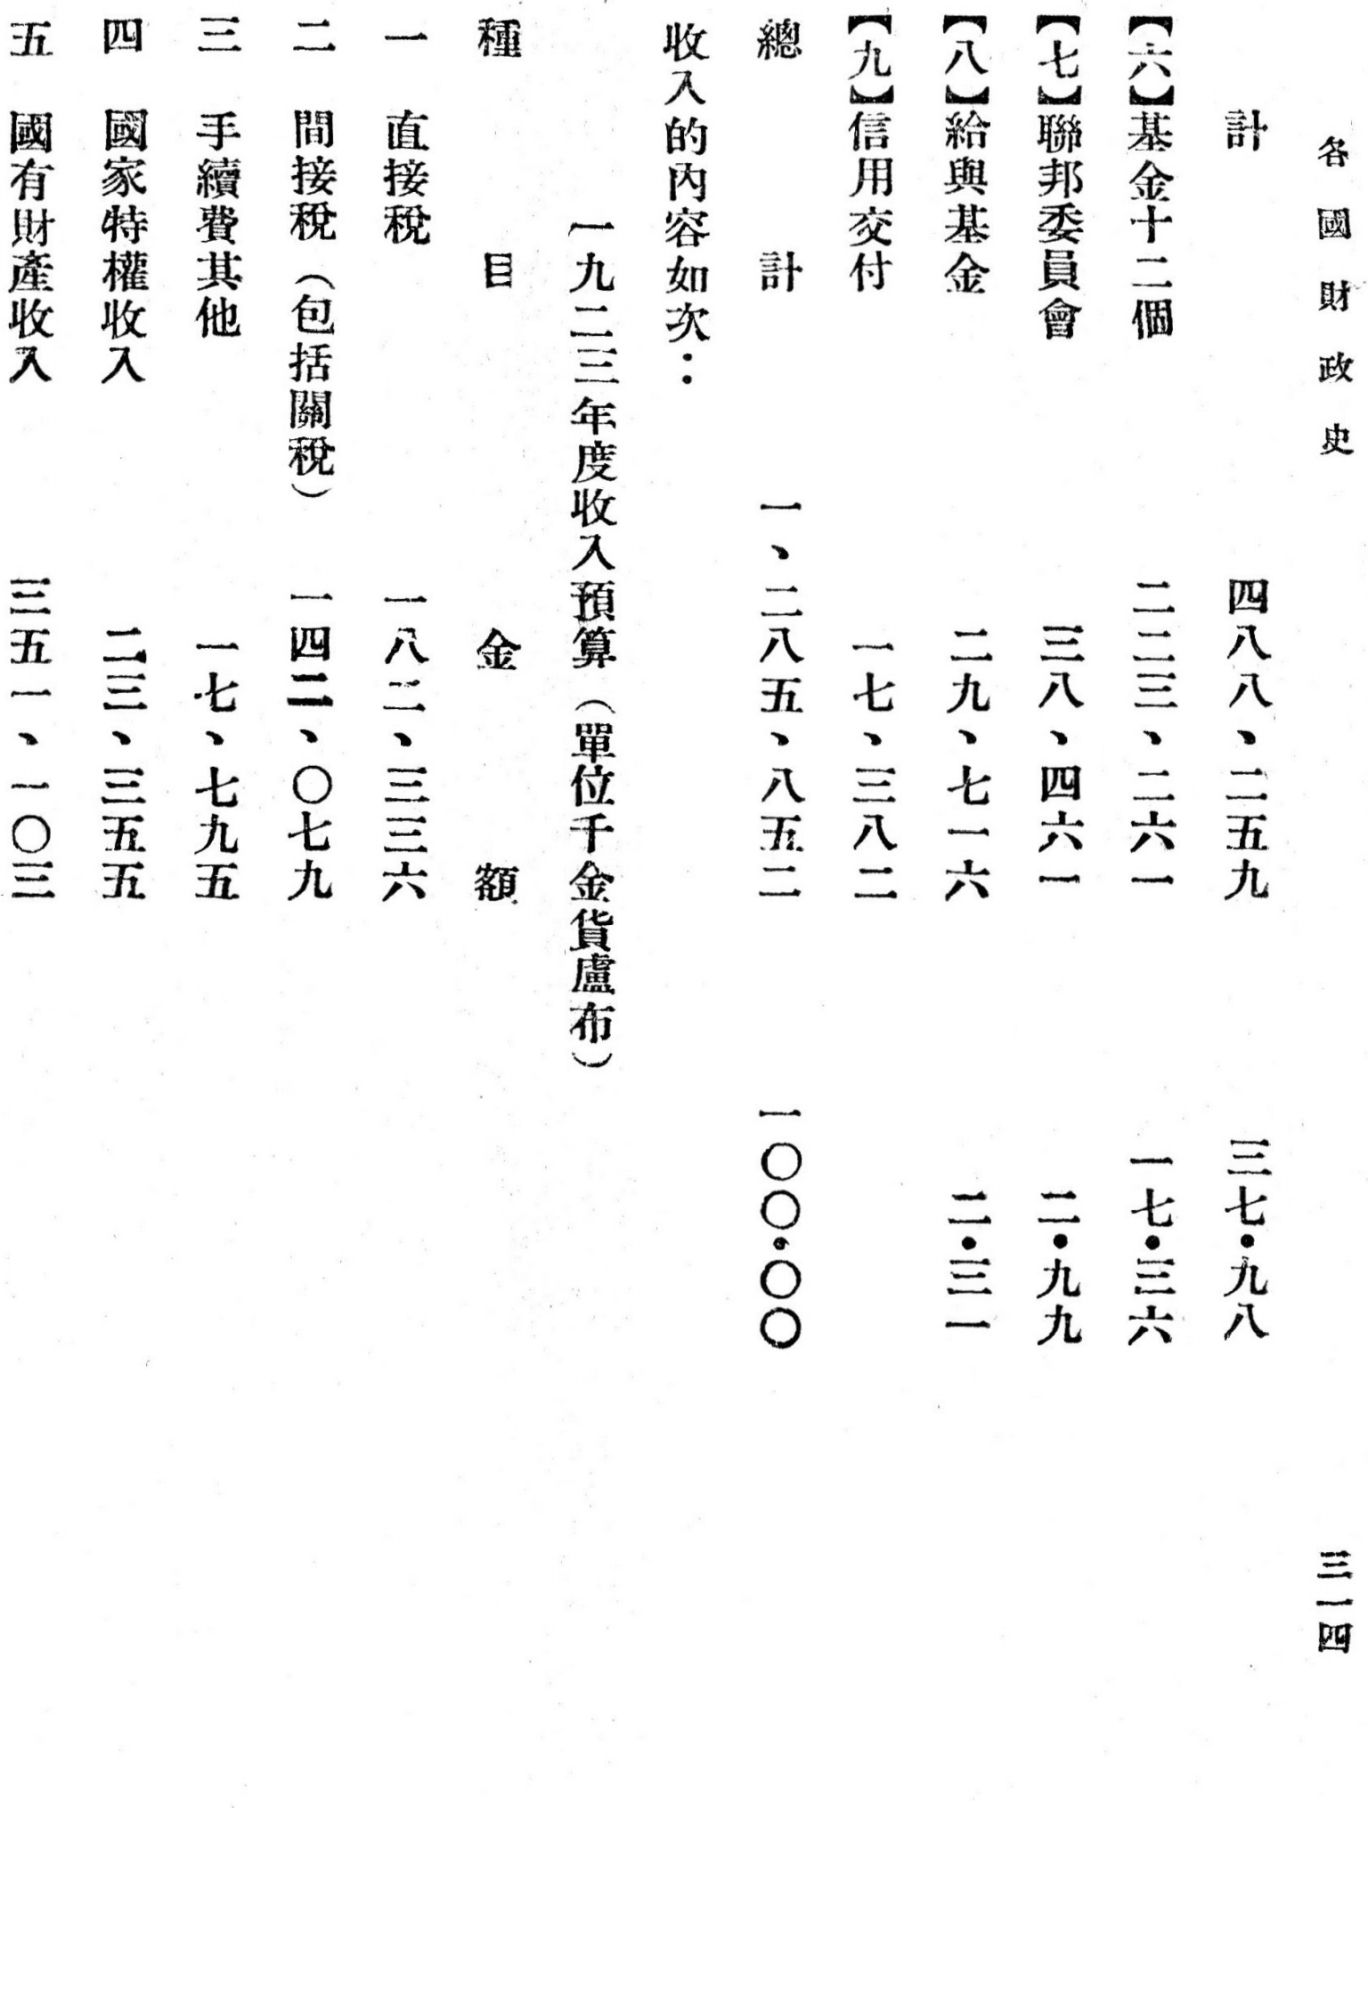 各國財政史 三一四
計 四八八、二五九 三七•九八
【六】基金十二個 二二三、二六一 一七•三六
【七】聯邦委員會 三八、四六一 二•九九
【八】給與基金 二九、七一六 二•三一
【九】信用交付 一七、三八二
總計 一、二八五、八五二 一〇〇•〇〇
收入的內容如次：
一九二三年度收入預算（單位千金貨盧布）
種目 金額
一 直接稅 一八二、三三六
二 間接稅（包括關稅） 一四二、〇七九
三 手續費其他 一七、七九五
四 國家特權收入 二三、三五五
五 國有財產收入 三五一、一〇三